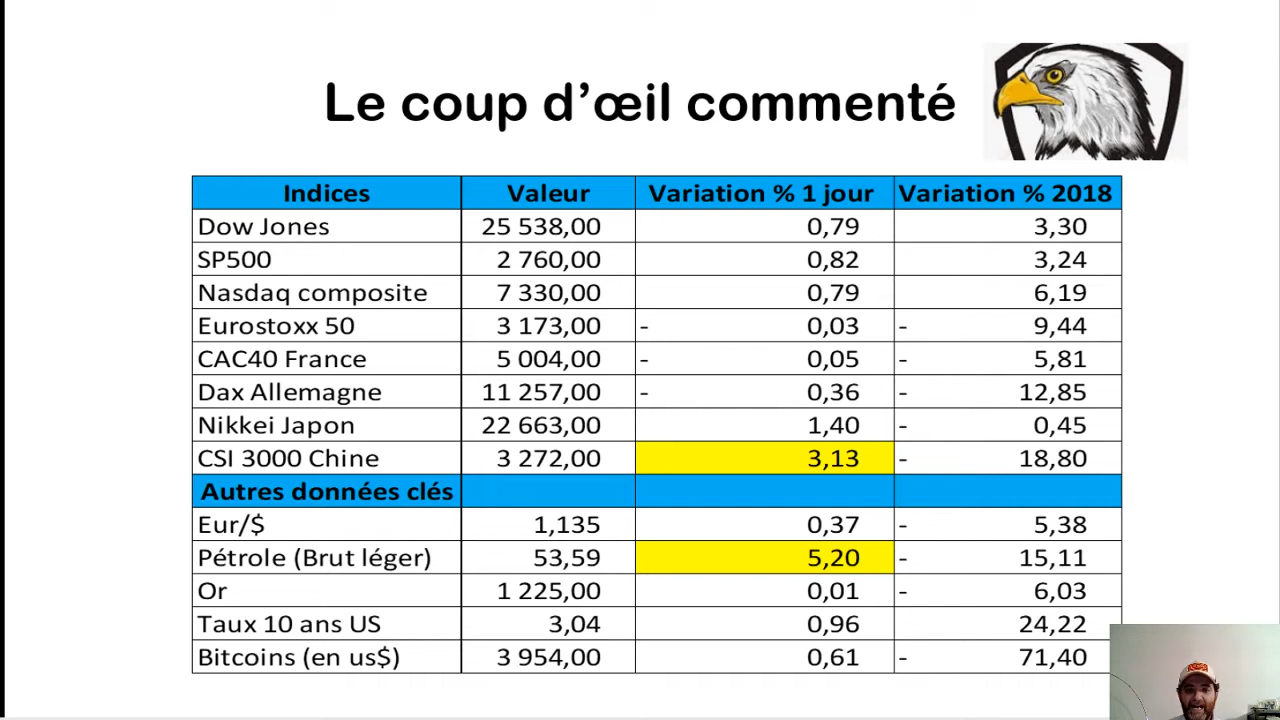 Le coup d’œil commenté
Indices Valeur Variation % 1 jour Variation % 2018
Dow Jones 25 538,00 0,79 3,30
SP500 2 760,00 0,82 3,24
Nasdaq composite 7 330,00 0,79 6,19
Eurostoxx 50 3 173,00 - 0,03 - 9,44
CAC40 France 5 004,00 - 0,05 - 5,81
Dax Allemagne 11 257,00 - 0,36 - 12,85
Nikkei Japon 22 663,00 1,40 - 0,45
CSI 3000 Chine 3 272,00 3,13 - 18,80
Autres données clés
Eur/$ 1,135 0,37 - 5,38
Pétrole (Brut léger) 53,59 5,20 - 15,11
Or 1 225,00 0,01 - 6,03
Taux 10 ans US 3,04 0,96 24,22
Bitcoins (en us$) 3 954,00 0,61 - 71,40